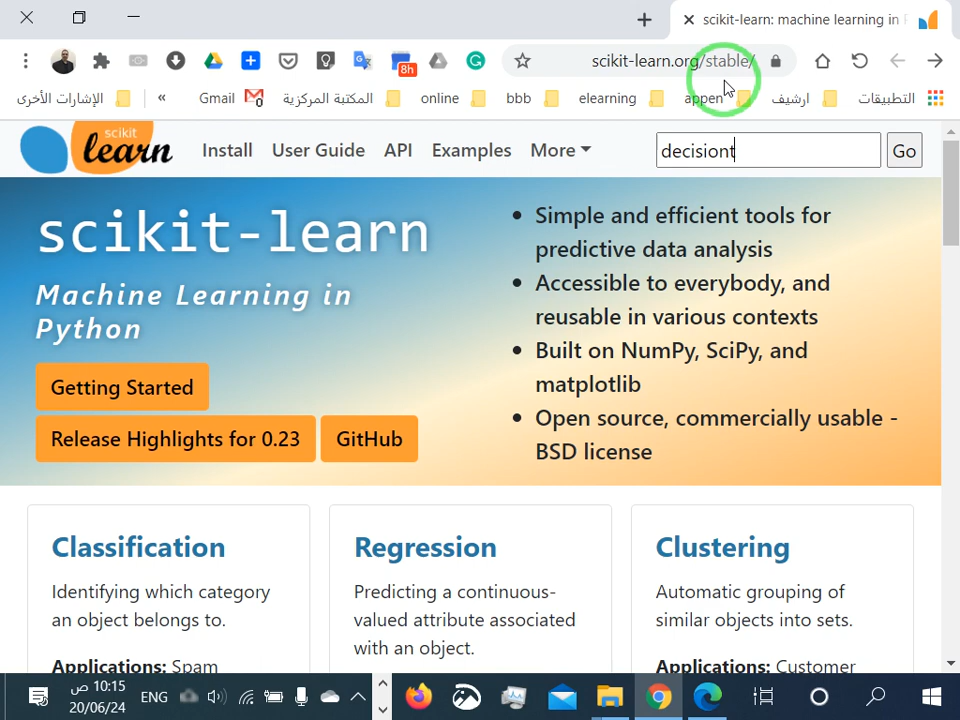 scikit-learn: machine learning in
scikit-learn.org/stable/
8h
التطبيقات
ارشيف
appen
elearning
bbb
online
المكتبة المركزية
Gmail
«
الإشارات الأخرى
scikit
learn
Install
User Guide
API
Examples
More
decisiont
Go
scikit-learn
Machine Learning in
Python
Getting Started
Release Highlights for 0.23
GitHub
• Simple and efficient tools for
predictive data analysis
• Accessible to everybody, and
reusable in various contexts
• Built on NumPy, SciPy, and
matplotlib
• Open source, commercially usable -
BSD license
Classification
Identifying which category
an object belongs to.
Applications: Spam
Regression
Predicting a continuous-
valued attribute associated
with an object.
Clustering
Automatic grouping of
similar objects into sets.
Applications: Customer
10:15 ص
20/06/24
ENG